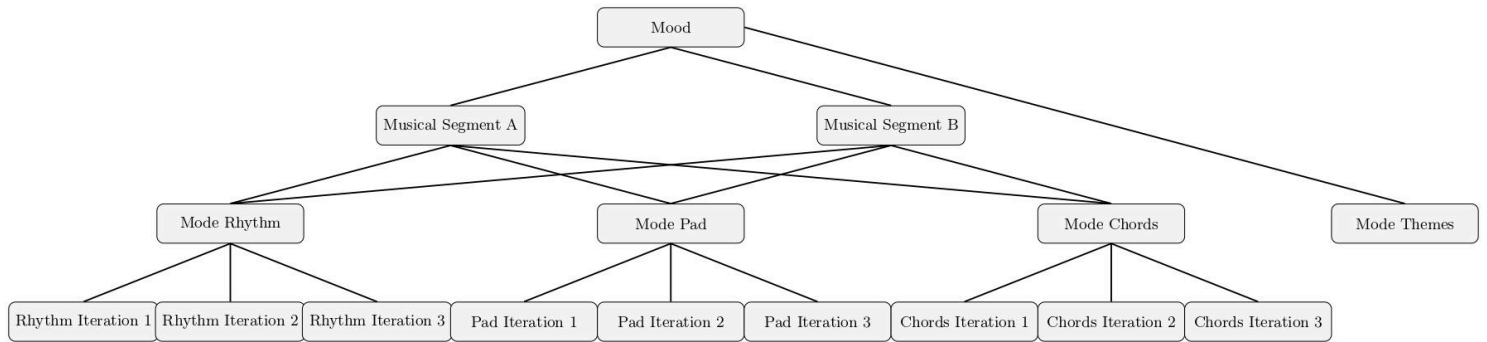 Mood
Musical Segment A
Musical Segment B
Mode Rhythm
Mode Pad
Mode Chords
Mode Themes
Rhythm Iteration 1
Rhythm Iteration 2
Rhythm Iteration 3
Pad Iteration 1
Pad Iteration 2
Pad Iteration 3
Chords Iteration 1
Chords Iteration 2
Chords Iteration 3